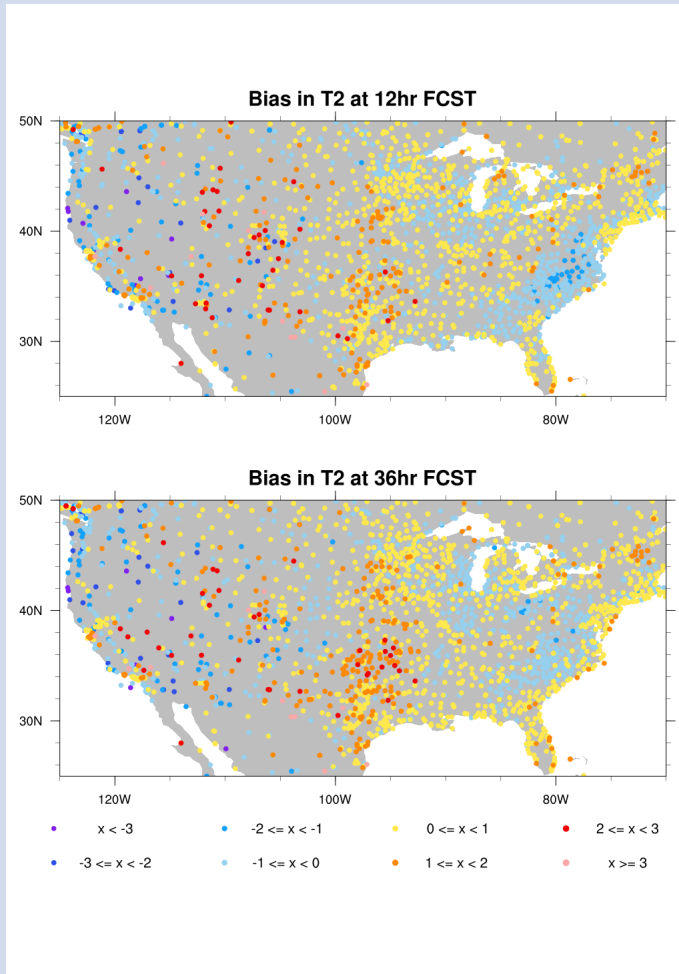 Bias in T2 at 12hr FCST
50N
40N
30N
120W 100W 80W
Bias in T2 at 36hr FCST
50N
40N
30N
120W 100W 80W
x < -3 -2 <= x < -1 0 <= x < 1 2 <= x < 3
-3 <= x < -2 -1 <= x < 0 1 <= x < 2 x >= 3